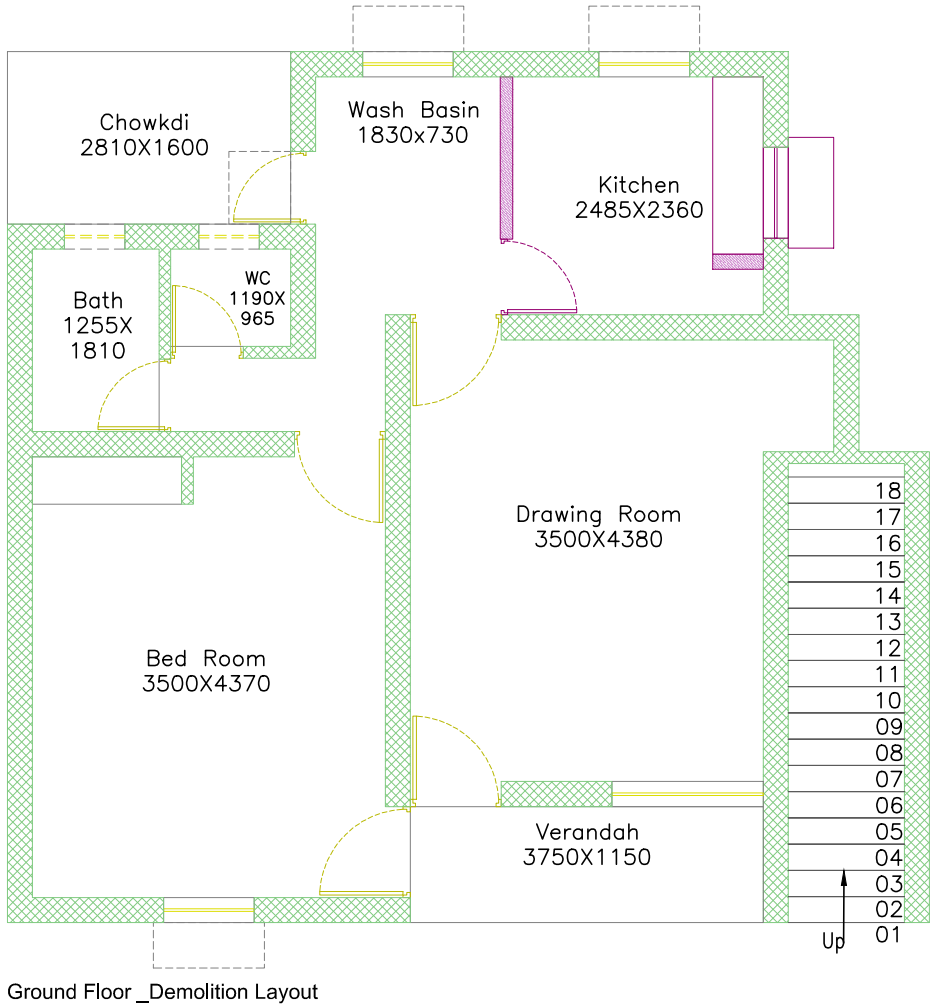 Wash Basin
1830x730
Chowkdi
2810X1600
Kitchen
2485X2360
WC
1190X
965
Bath
1255X
1810
18
17
16
15
14
13
12
11
10
09
08
07
06
05
04
03
02
01
Drawing Room
3500X4380
Bed Room
3500X4370
Verandah
3750X1150
Up
Ground Floor _Demolition Layout